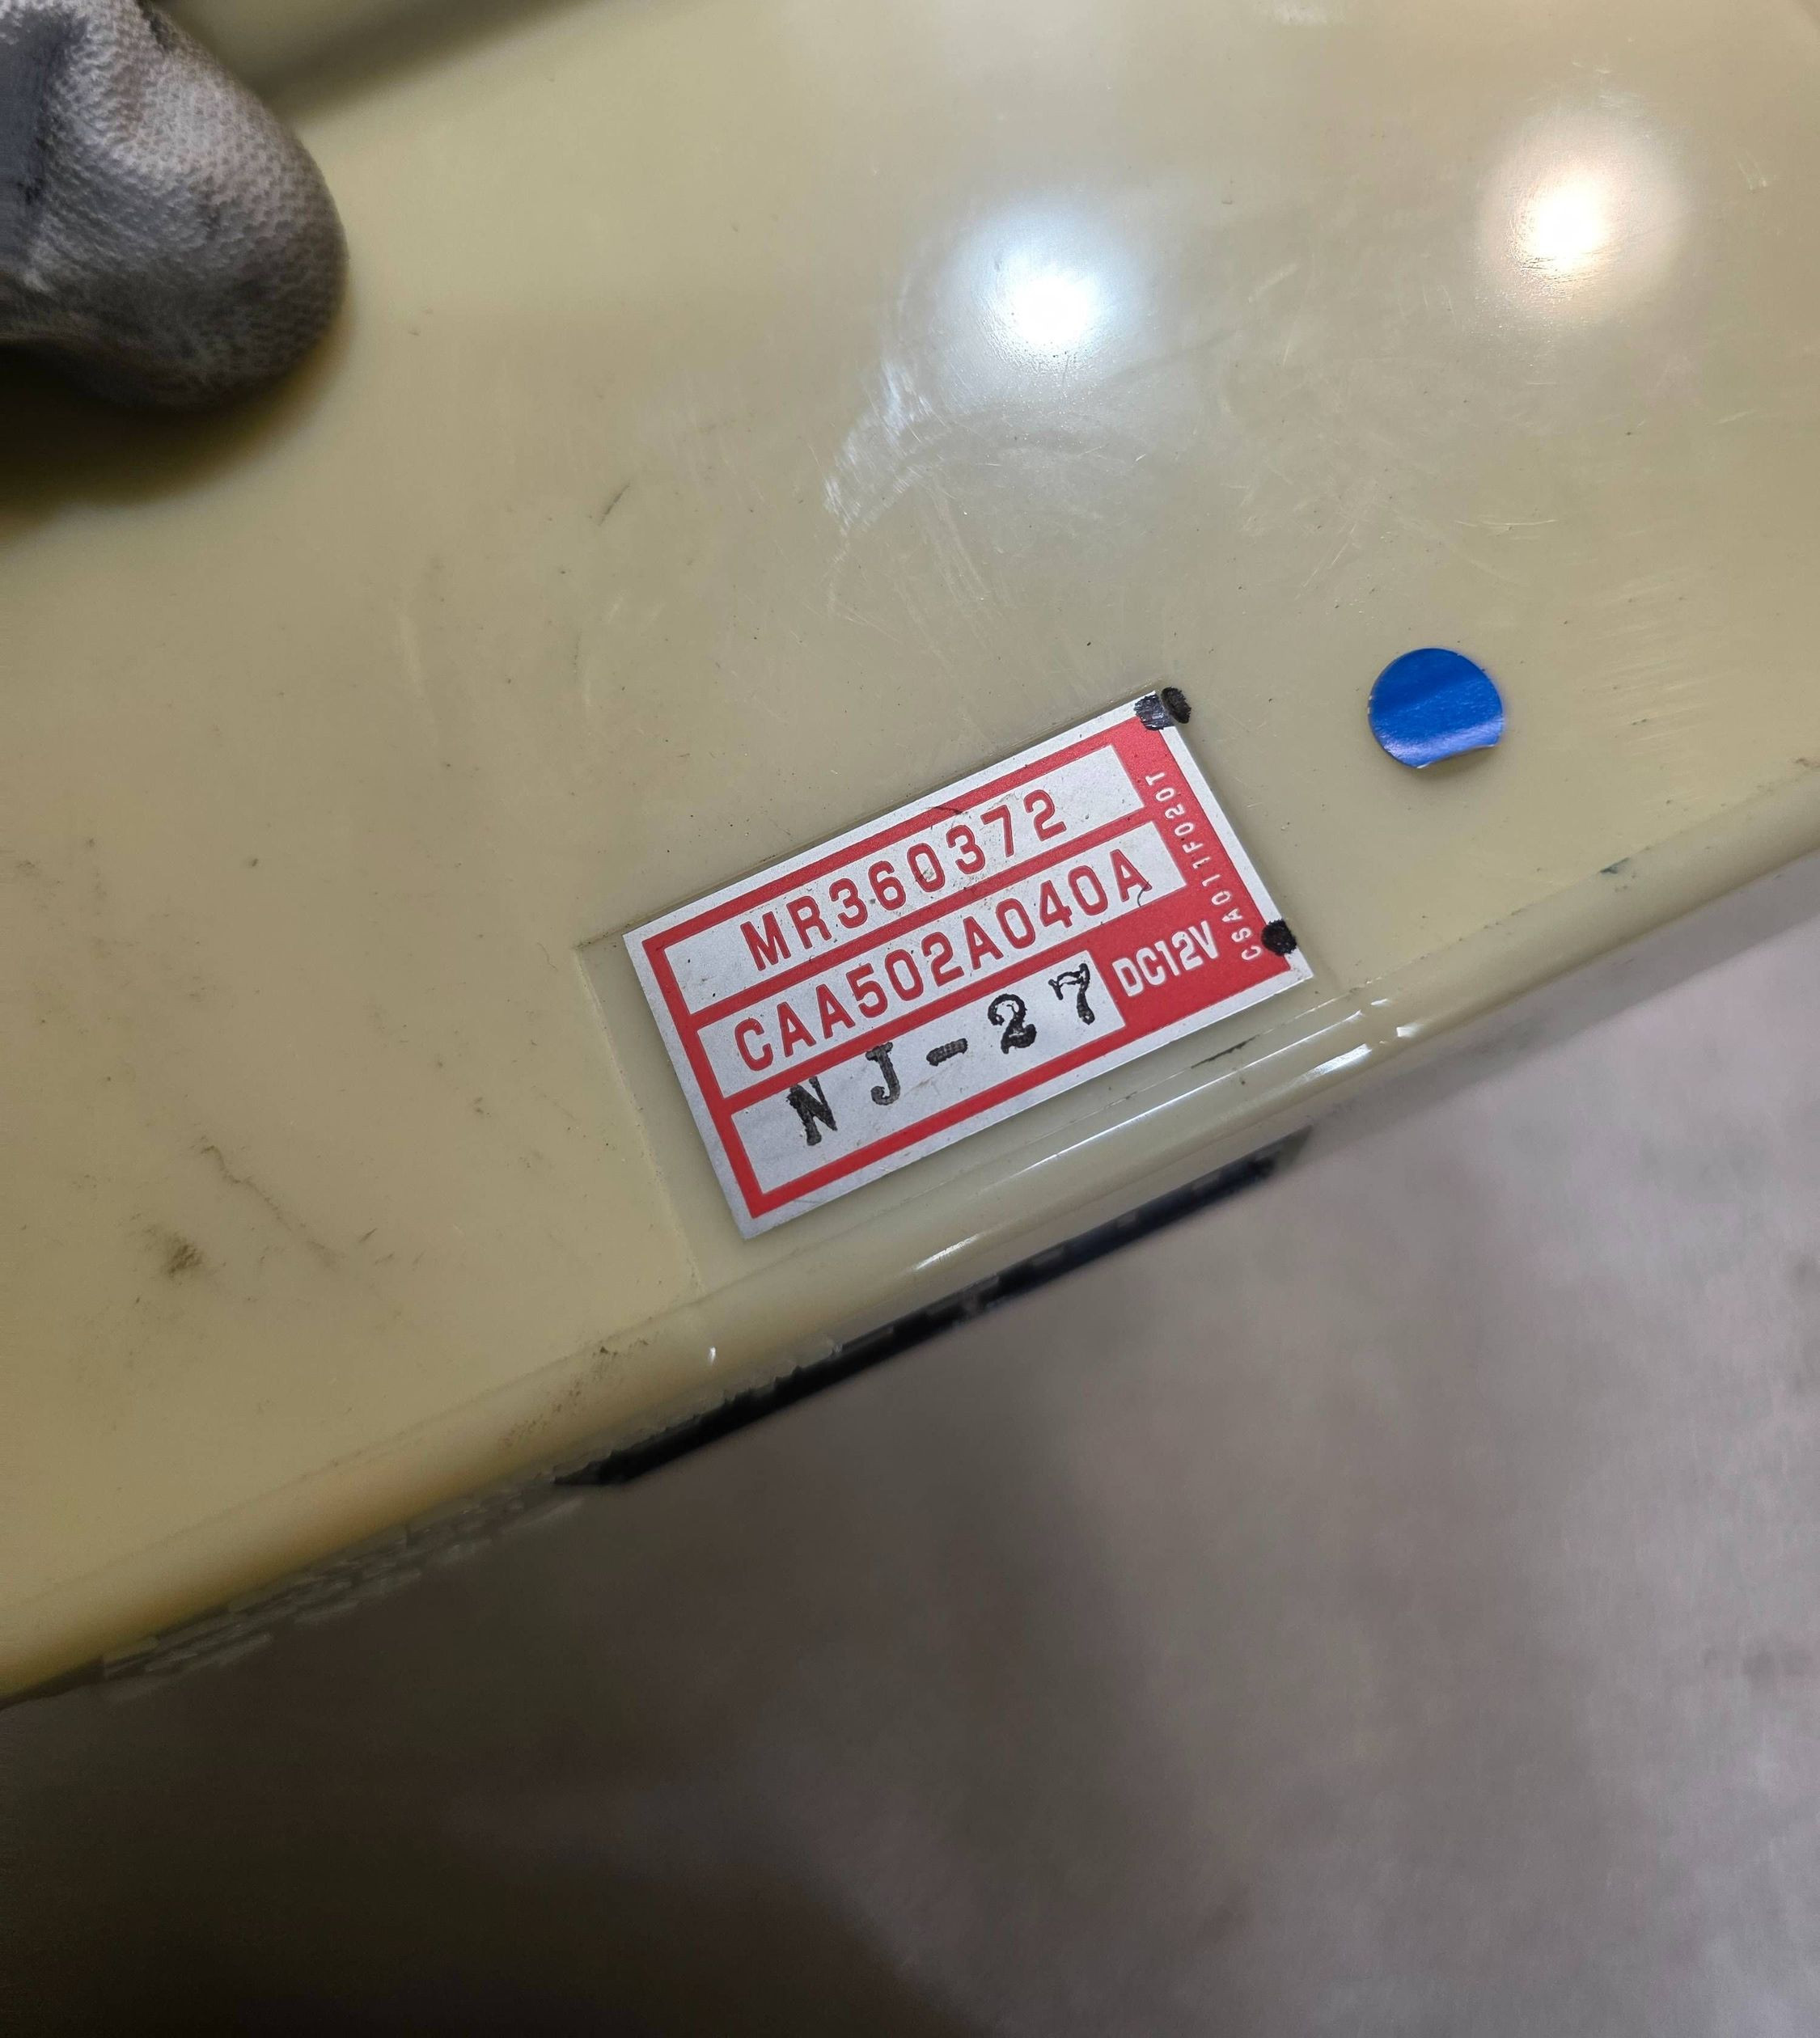 MR360372
CAA502A040A
NJ-27
DC12V
CSA011F020T